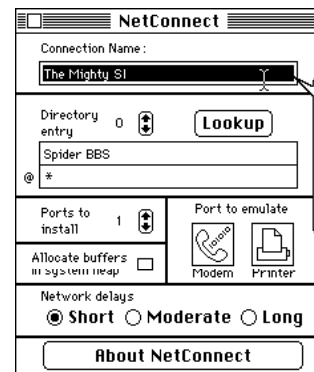 NetConnect
Connection Name:
The Mighty SI
Directory entry 0 Lookup
Spider BBS
@ *
Ports to install 1
Port to emulate
Modem Printer
Allocate buffers
in system heap
Network delays
Short Moderate Long
About NetConnect